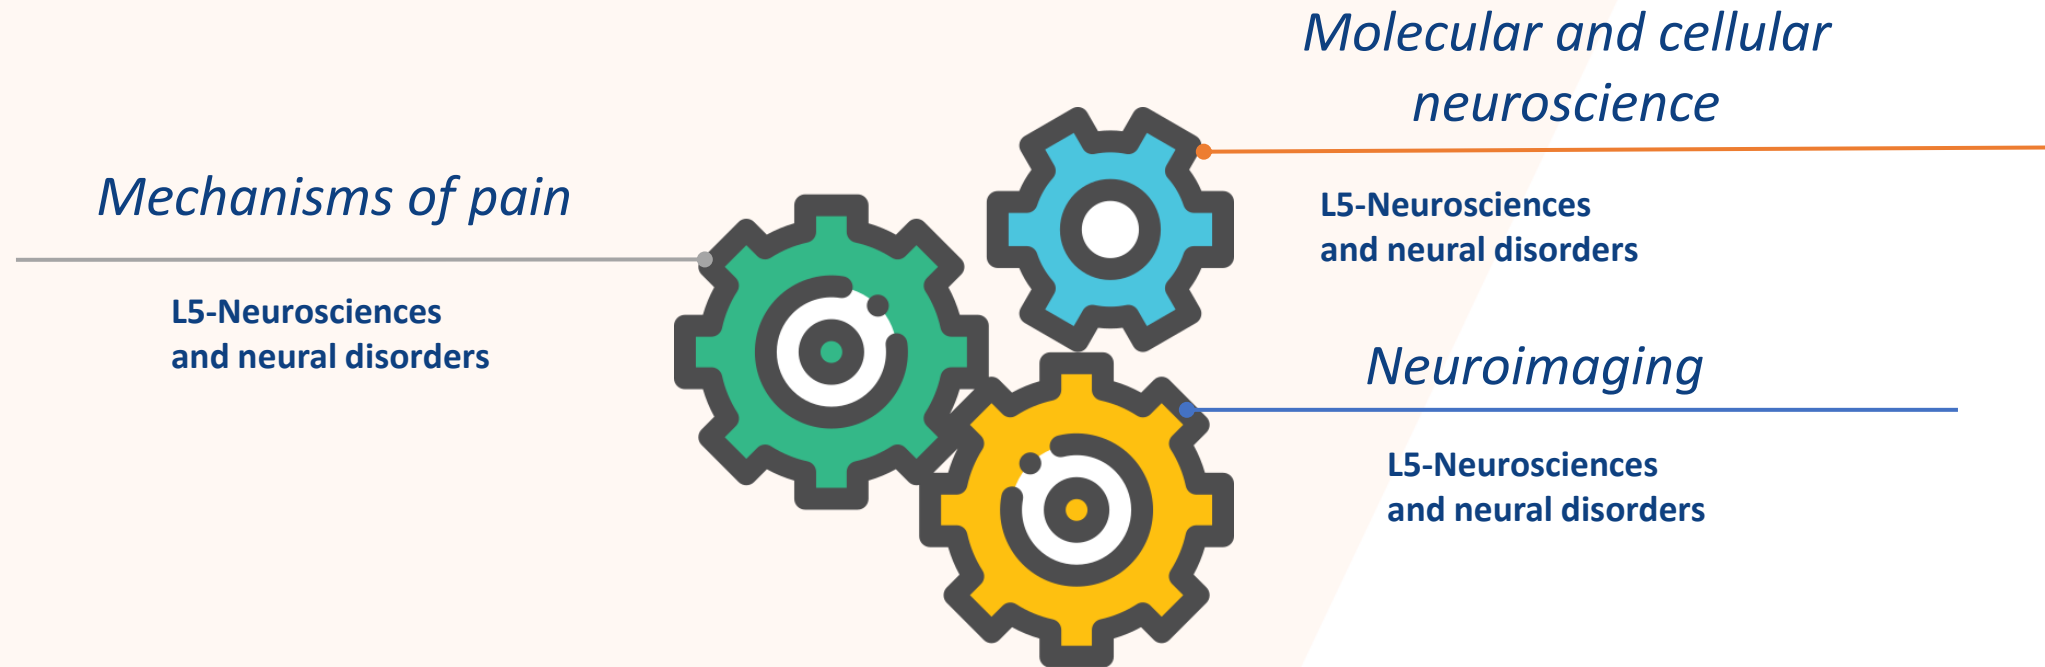 Mechanisms of pain
L5-Neurosciences
and neural disorders
Molecular and cellular
neuroscience
L5-Neurosciences
and neural disorders
Neuroimaging
L5-Neurosciences
and neural disorders